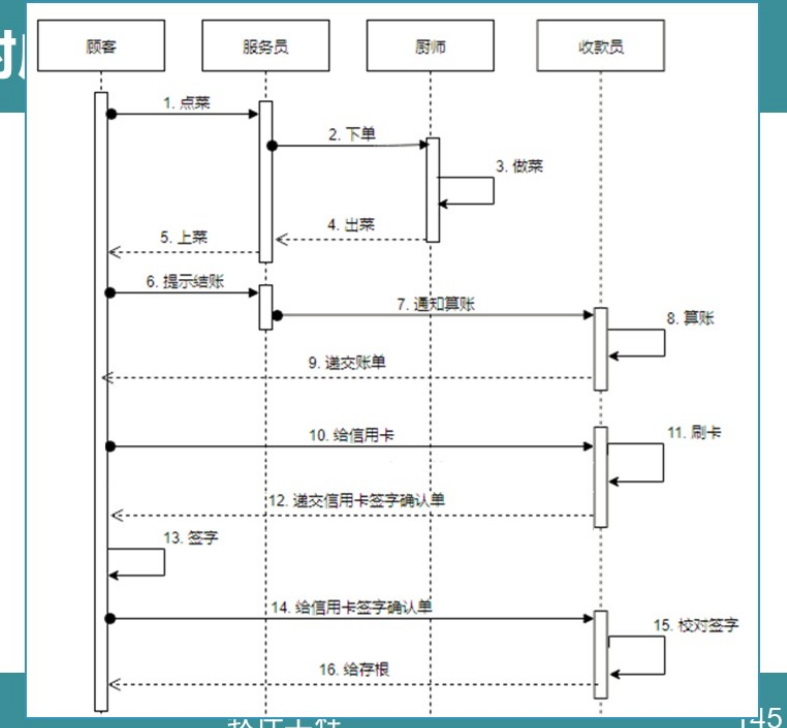 顾客
服务员
厨师
收款员
1. 点菜
2. 下单
3. 做菜
4. 出菜
5. 上菜
6. 提示结账
7. 通知算账
8. 算账
9. 递交账单
10. 给信用卡
11. 刷卡
12. 递交信用卡签字确认单
13. 签字
14. 给信用卡签字确认单
15. 校对签字
16. 给存根
145